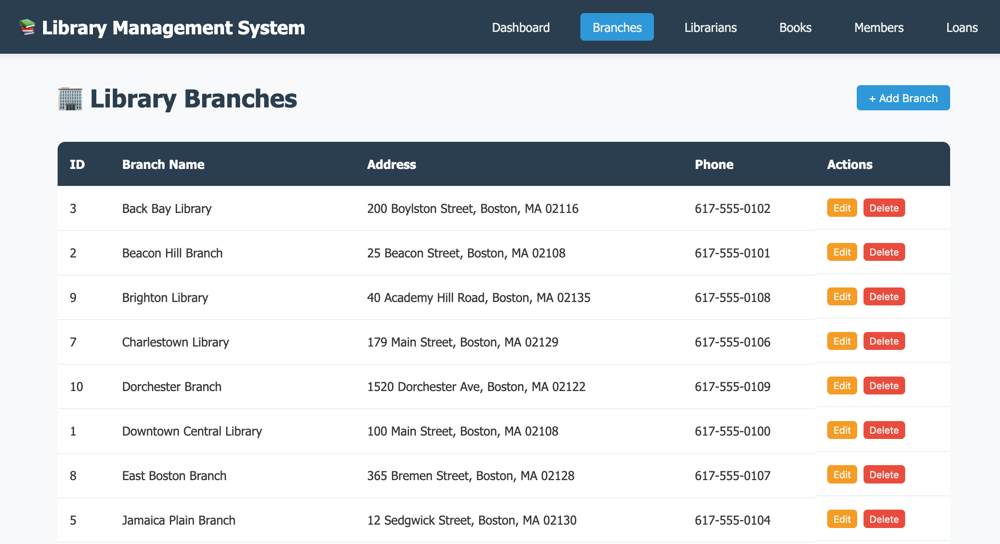 Library Management System Dashboard Branches Librarians Books Members Loans
Library Branches + Add Branch
ID Branch Name Address Phone Actions
3 Back Bay Library 200 Boylston Street, Boston, MA 02116 617-555-0102 Edit Delete
2 Beacon Hill Branch 25 Beacon Street, Boston, MA 02108 617-555-0101 Edit Delete
9 Brighton Library 40 Academy Hill Road, Boston, MA 02135 617-555-0108 Edit Delete
7 Charlestown Library 179 Main Street, Boston, MA 02129 617-555-0106 Edit Delete
10 Dorchester Branch 1520 Dorchester Ave, Boston, MA 02122 617-555-0109 Edit Delete
1 Downtown Central Library 100 Main Street, Boston, MA 02108 617-555-0100 Edit Delete
8 East Boston Branch 365 Bremen Street, Boston, MA 02128 617-555-0107 Edit Delete
5 Jamaica Plain Branch 12 Sedgwick Street, Boston, MA 02130 617-555-0104 Edit Delete